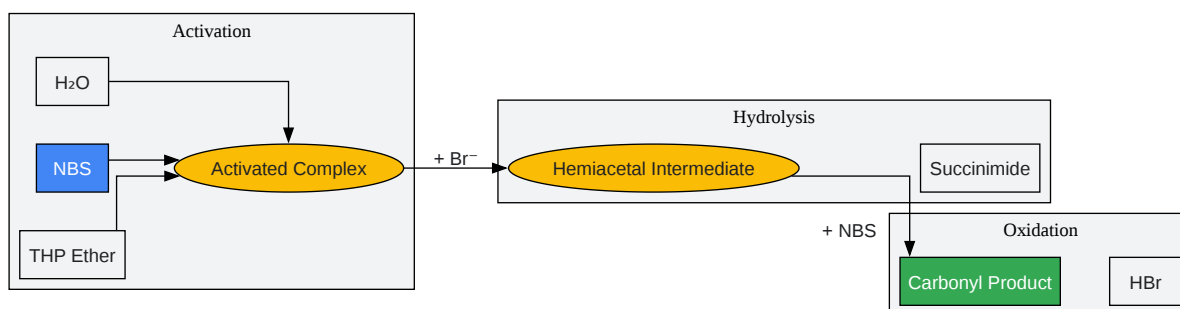 Activation
H₂O
NBS
THP Ether
Activated Complex
+ Br⁻
Hydrolysis
Hemiacetal Intermediate
Succinimide
+ NBS
Oxidation
Carbonyl Product
HBr